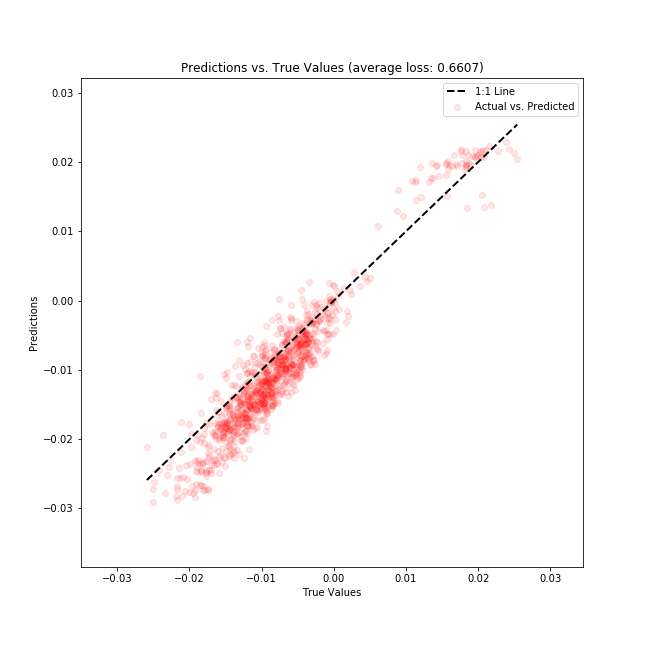 Predictions vs. True Values (average loss: 0.6607)
1:1 Line
Actual vs. Predicted
0.03
0.02
0.01
0.00
−0.01
−0.02
−0.03
Predictions
−0.03
−0.02
−0.01
0.00
0.01
0.02
0.03
True Values